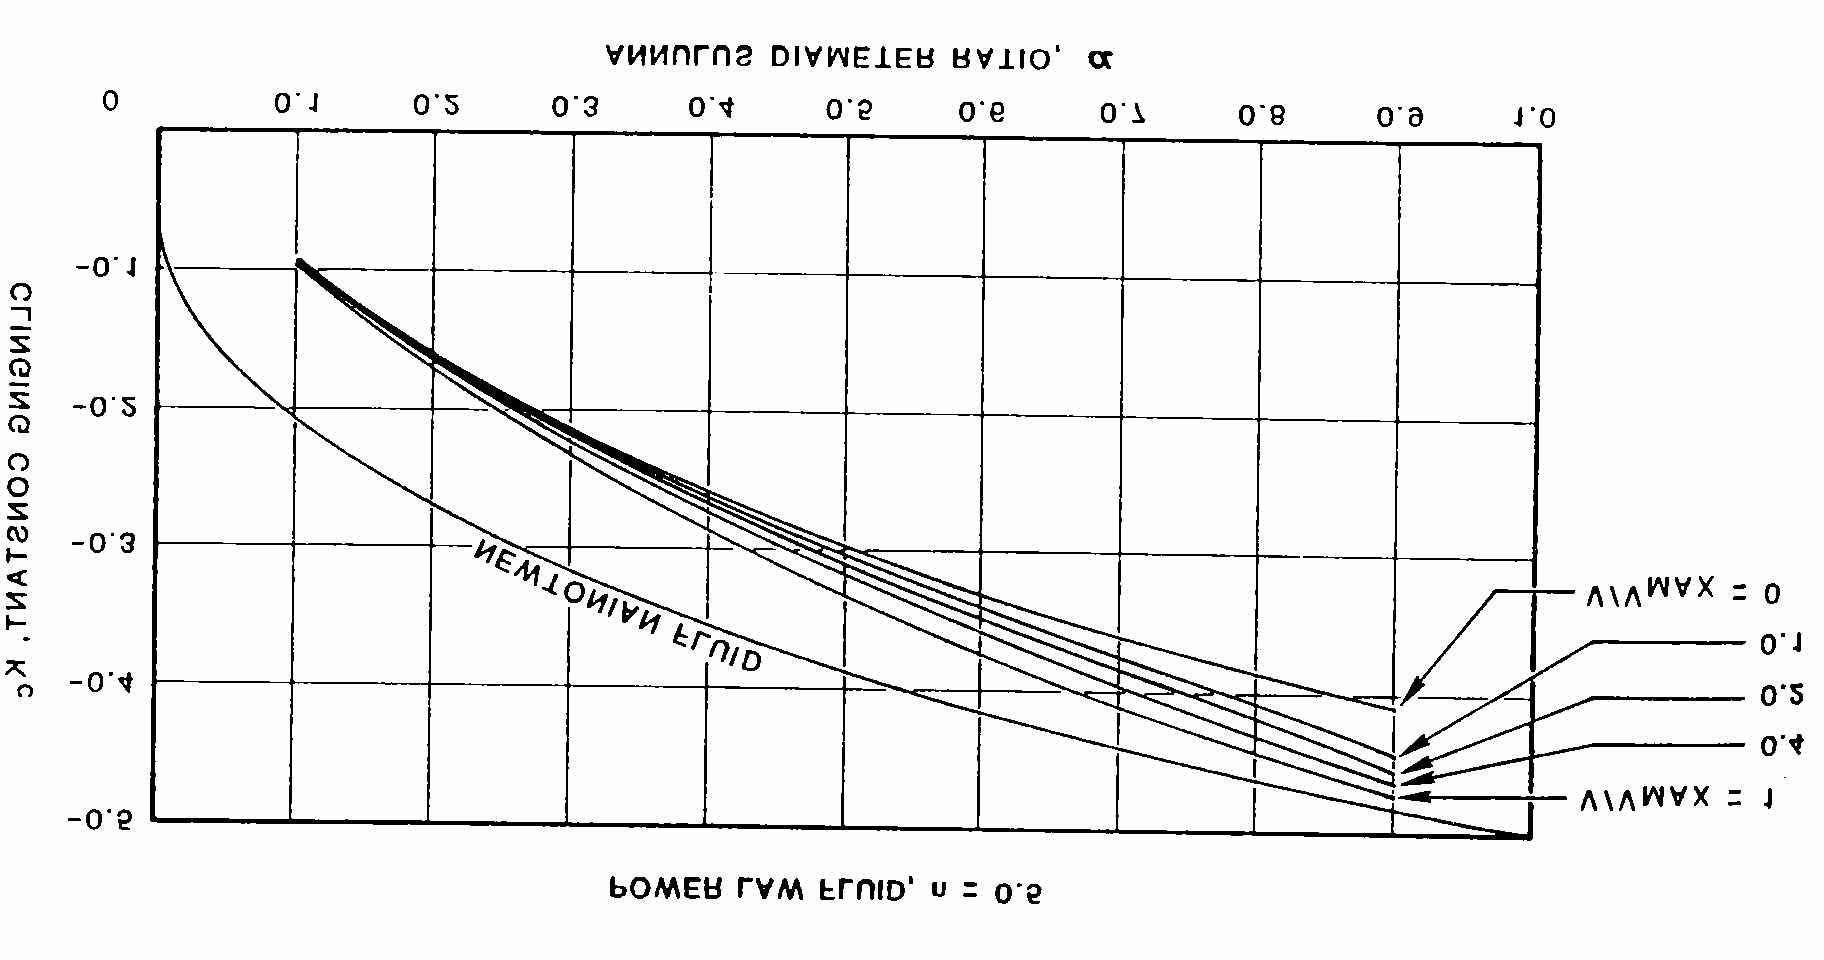 POWER LAW FLUID, n = 0.5
-0.5
-0.4
-0.3
-0.2
-0.1
CLINGING CONSTANT, Kc
V/VMAX = 1
0.4
0.2
0.1
V/VMAX = 0
NEWTONIAN FLUID
0 0.1 0.2 0.3 0.4 0.5 0.6 0.7 0.8 0.9 1.0
ANNULUS DIAMETER RATIO, α